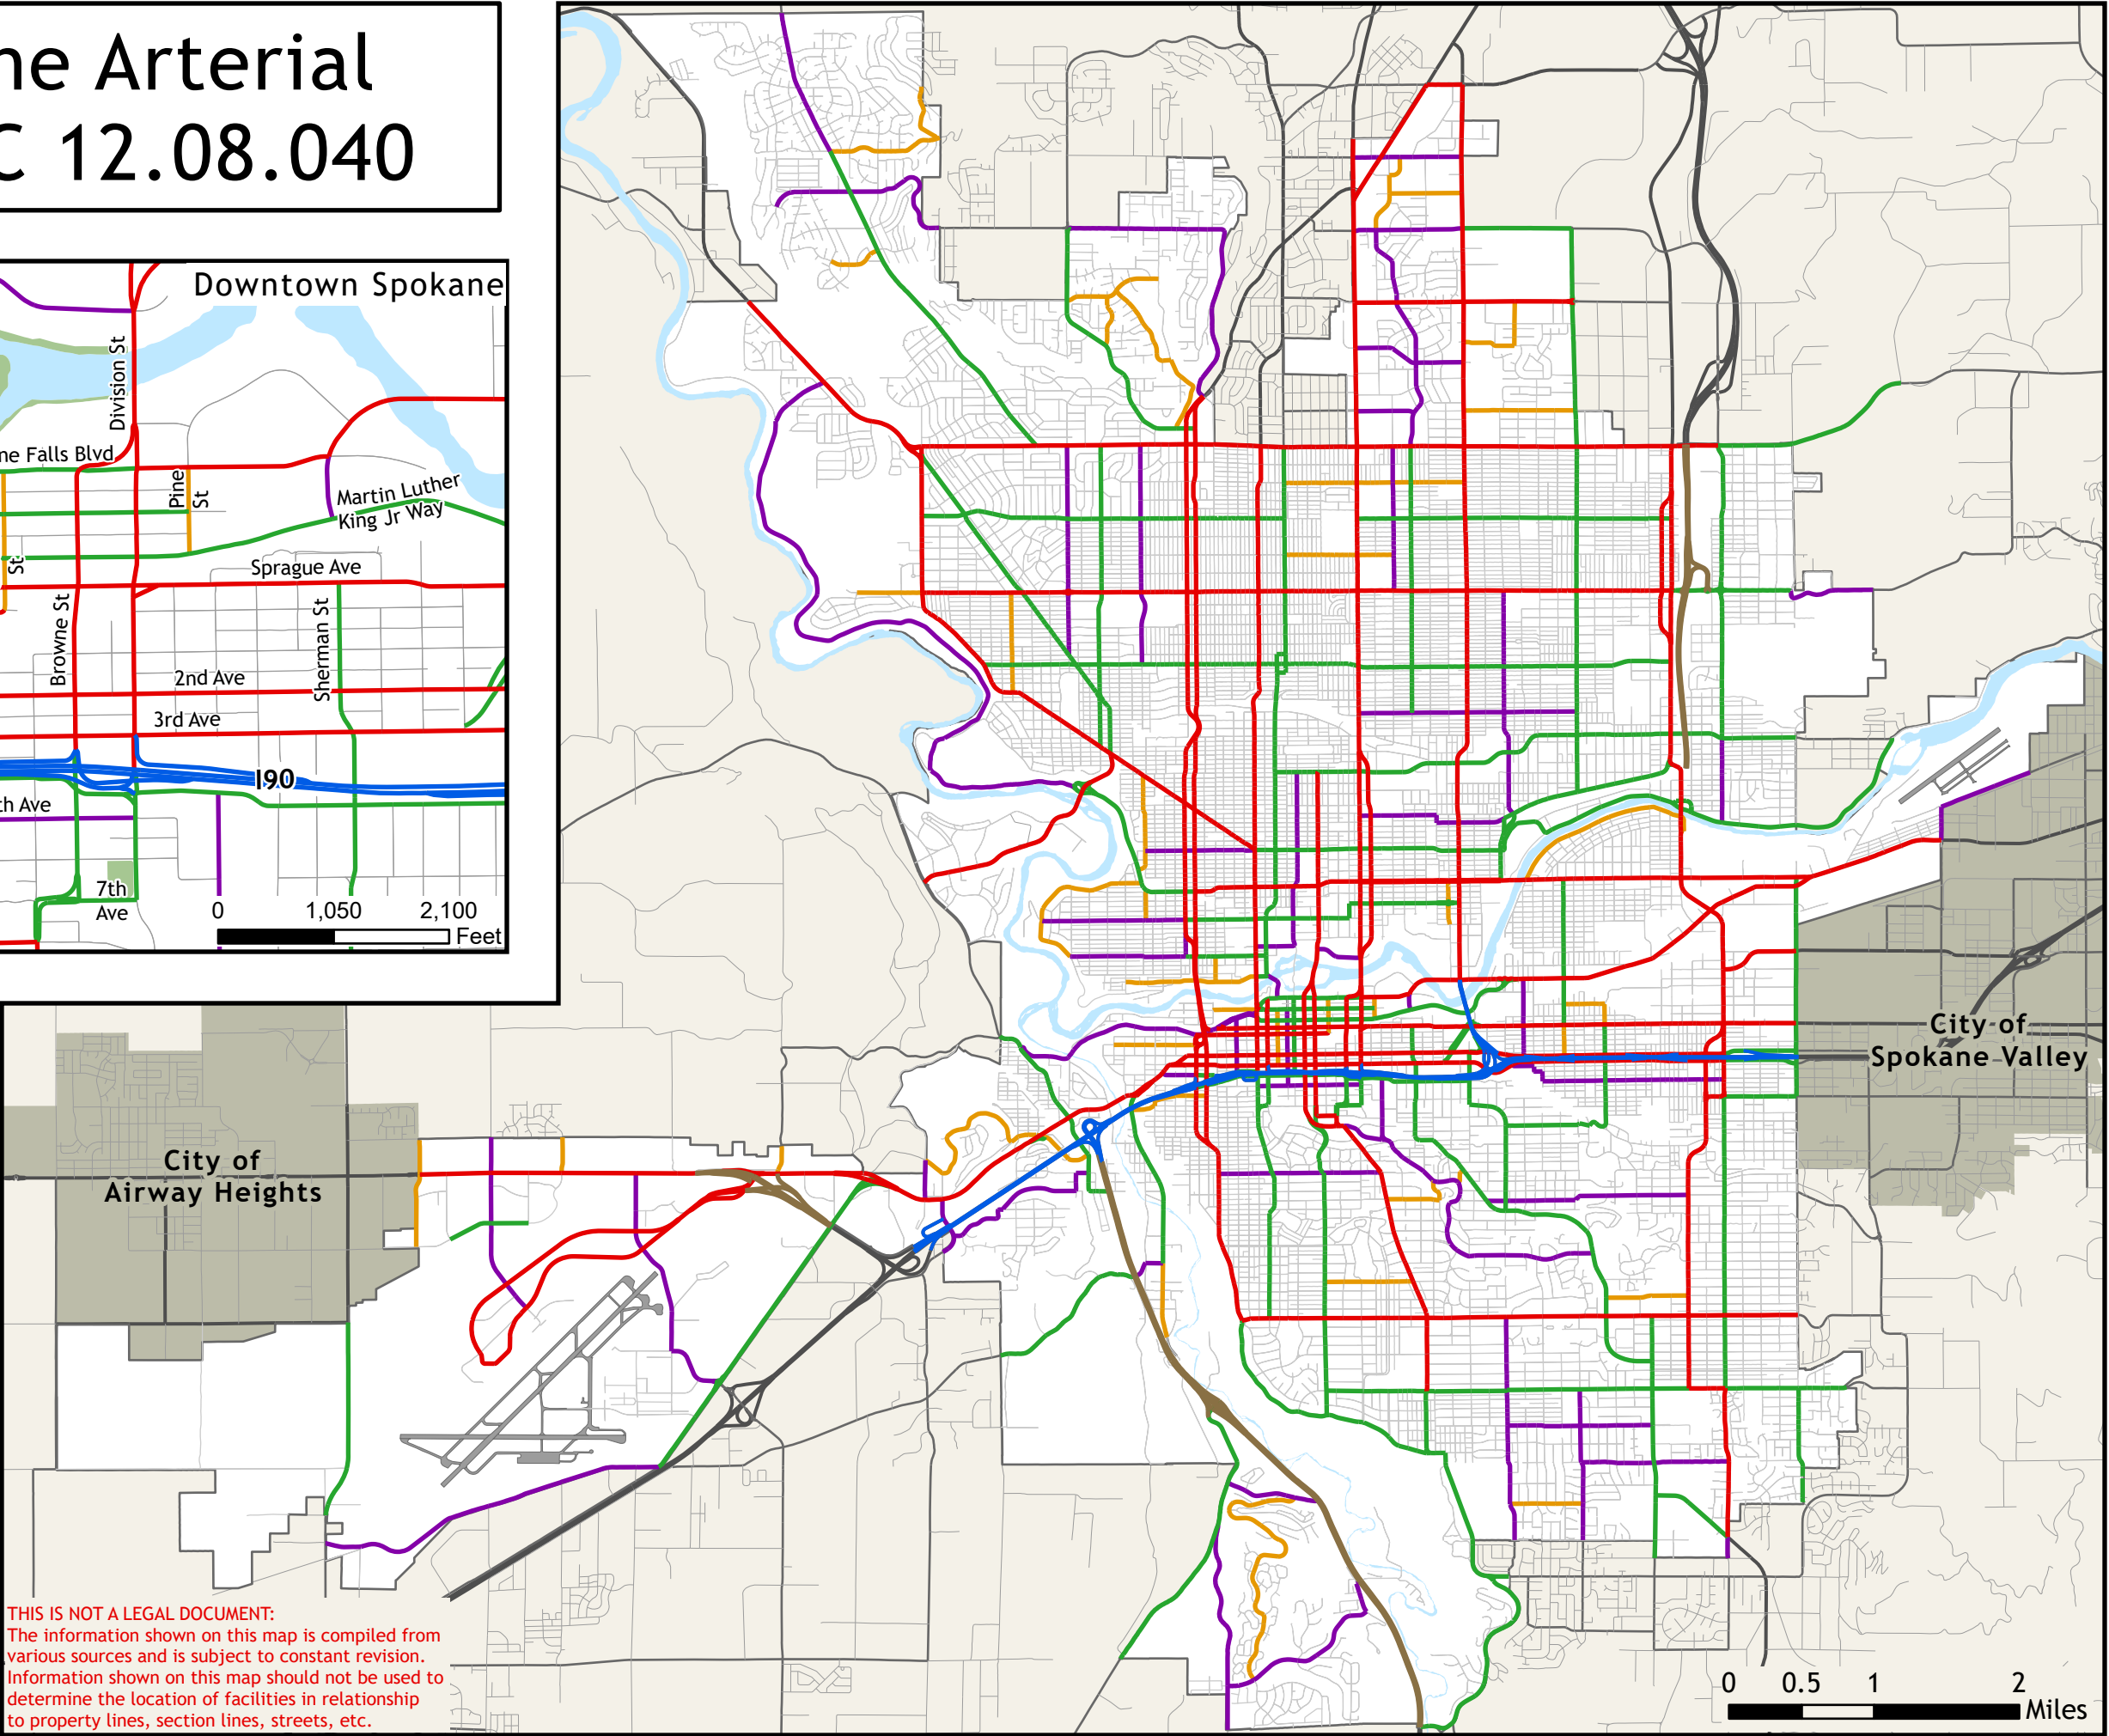 ne Arterial
C 12.08.040
Downtown Spokane
Division St
ne Falls Blvd
Pine
St
Martin Luther
King Jr Way
St
Sprague Ave
Browne St
Sherman St
2nd Ave
3rd Ave
I90
th Ave
7th
Ave
0 1,050 2,100
Feet
City of
Spokane Valley
City of
Airway Heights
THIS IS NOT A LEGAL DOCUMENT:
The information shown on this map is compiled from
various sources and is subject to constant revision.
Information shown on this map should not be used to
determine the location of facilities in relationship
to property lines, section lines, streets, etc.
0 0.5 1 2
Miles